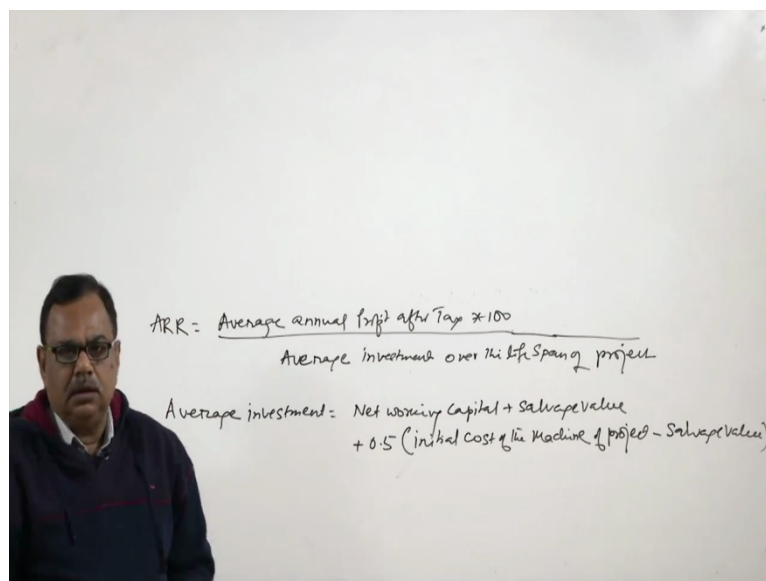 ARR = Average annual Profit after Tax * 100
Average investment over the life span of project
Average investment = Net working capital + salvage value
+ 0.5 (initial cost of the Machine of project - Salvage value)